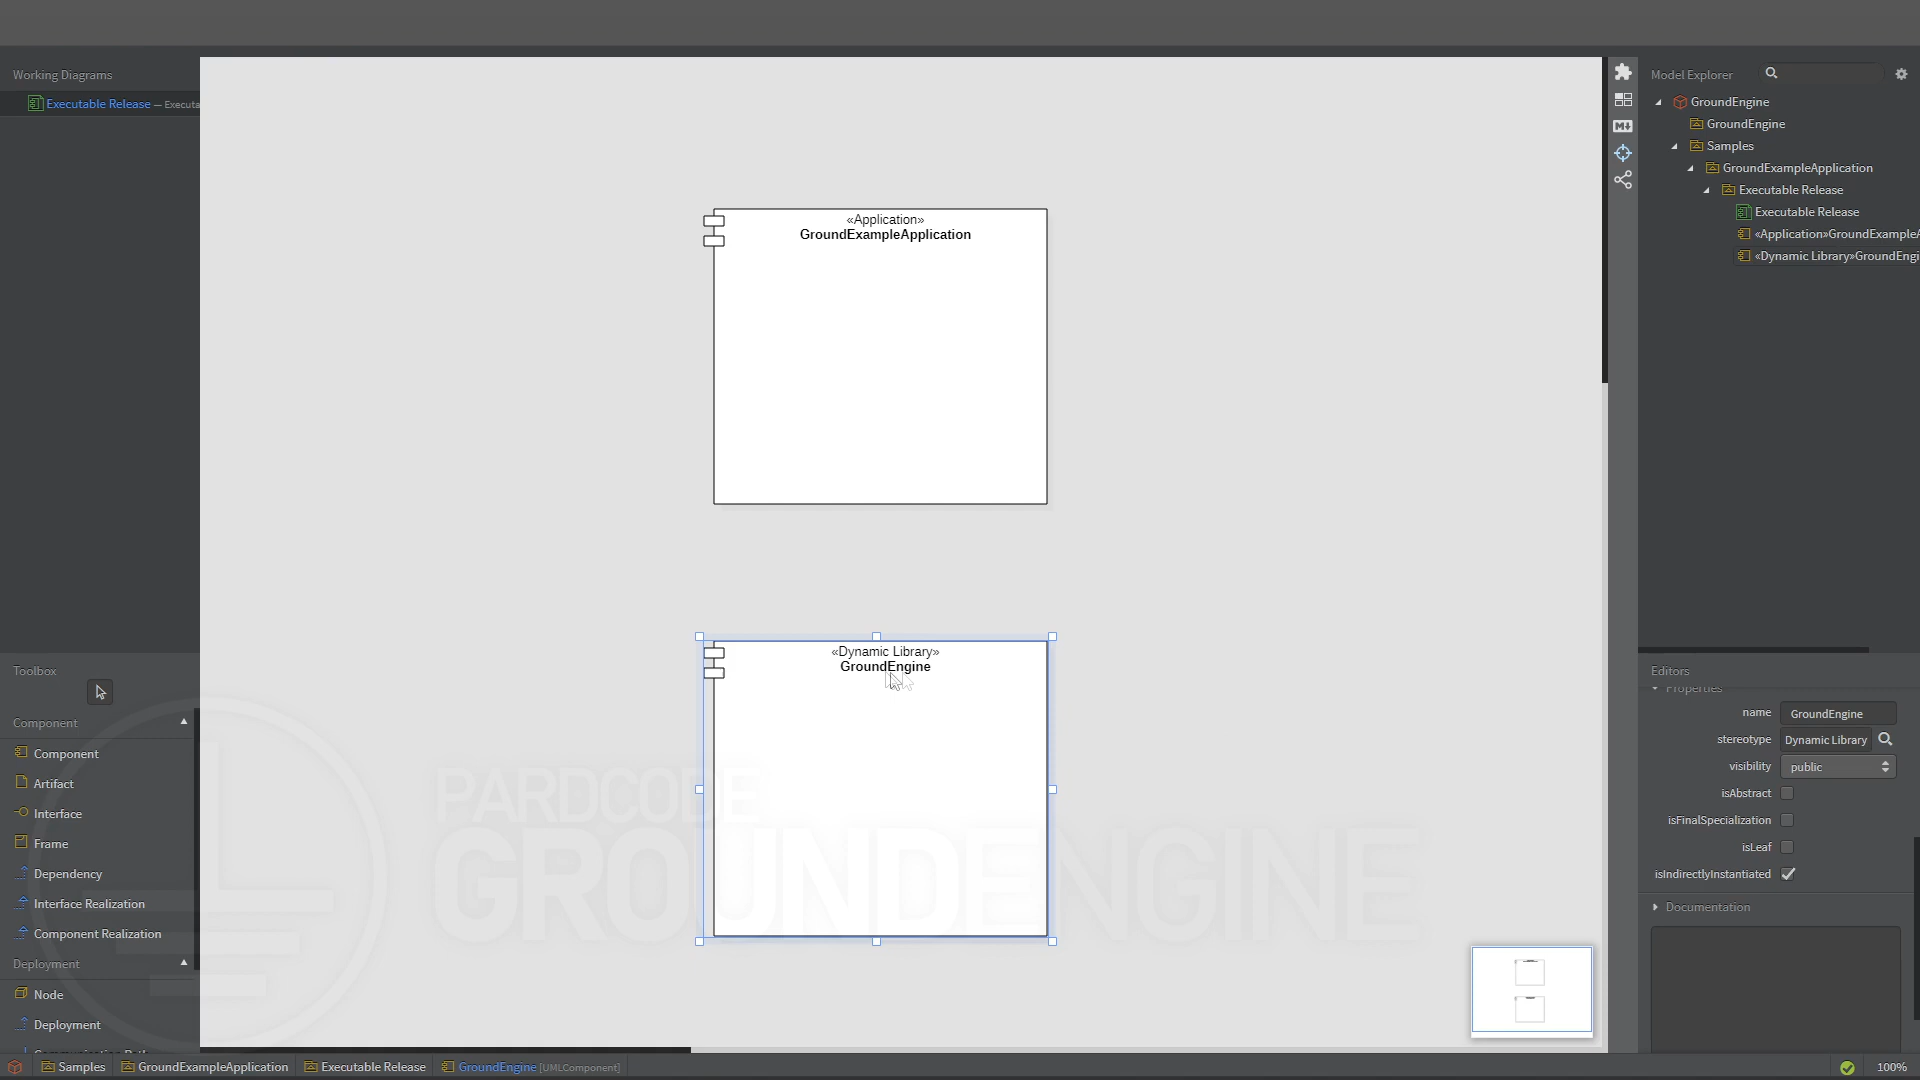 Working Diagrams
Executable Release — Executa
Toolbox
Component
Component
Artifact
Interface
Frame
Dependency
Interface Realization
Component Realization
Deployment
Node
Deployment
«Application»
GroundExampleApplication
«Dynamic Library»
GroundEngine
PARDCODE
GROUNDENGINE
M
Model Explorer
GroundEngine
GroundEngine
Samples
GroundExampleApplication
Executable Release
Executable Release
«Application»GroundExampleA
«Dynamic Library»GroundEngi
Editors
Properties
name GroundEngine
stereotype Dynamic Library
visibility public
isAbstract
isFinalSpecialization
isLeaf
isIndirectlyInstantiated
Documentation
Samples GroundExampleApplication Executable Release GroundEngine [UMLComponent] 100%